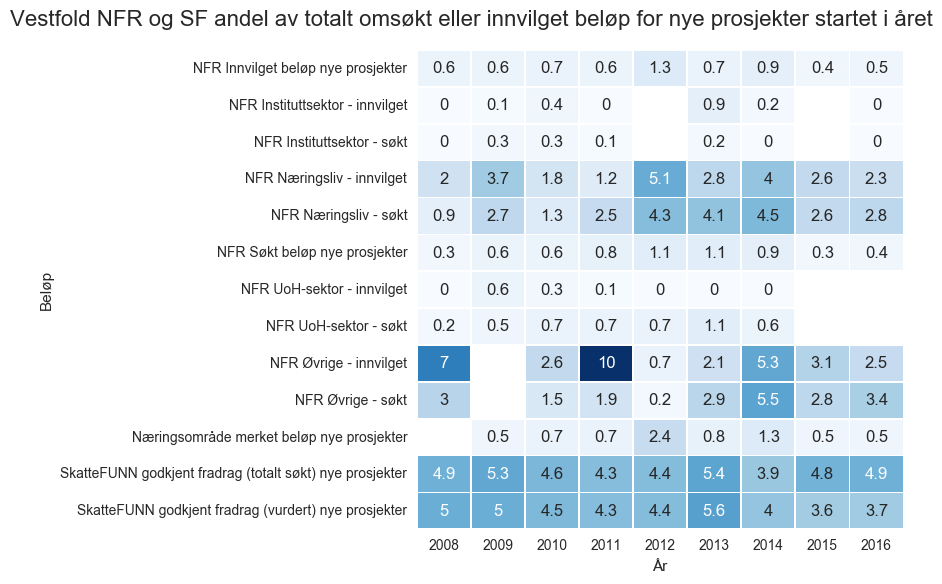 Vestfold NFR og SF andel av totalt omsøkt eller innvilget beløp for nye prosjekter startet i året
NFR Innvilget beløp nye prosjekter 0.6 0.6 0.7 0.6 1.3 0.7 0.9 0.4 0.5
NFR Instituttsektor - innvilget 0 0.1 0.4 0 0.9 0.2 0
NFR Instituttsektor - søkt 0 0.3 0.3 0.1 0.2 0 0
NFR Næringsliv - innvilget 2 3.7 1.8 1.2 5.1 2.8 4 2.6 2.3
NFR Næringsliv - søkt 0.9 2.7 1.3 2.5 4.3 4.1 4.5 2.6 2.8
NFR Søkt beløp nye prosjekter 0.3 0.6 0.6 0.8 1.1 1.1 0.9 0.3 0.4
Beløp
NFR UoH-sektor - innvilget 0 0.6 0.3 0.1 0 0 0
NFR UoH-sektor - søkt 0.2 0.5 0.7 0.7 0.7 1.1 0.6
NFR Øvrige - innvilget 7 2.6 10 0.7 2.1 5.3 3.1 2.5
NFR Øvrige - søkt 3 1.5 1.9 0.2 2.9 5.5 2.8 3.4
Næringsområde merket beløp nye prosjekter 0.5 0.7 0.7 2.4 0.8 1.3 0.5 0.5
SkatteFUNN godkjent fradrag (totalt søkt) nye prosjekter 4.9 5.3 4.6 4.3 4.4 5.4 3.9 4.8 4.9
SkatteFUNN godkjent fradrag (vurdert) nye prosjekter 5 5 4.5 4.3 4.4 5.6 4 3.6 3.7
2008 2009 2010 2011 2012 2013 2014 2015 2016
År